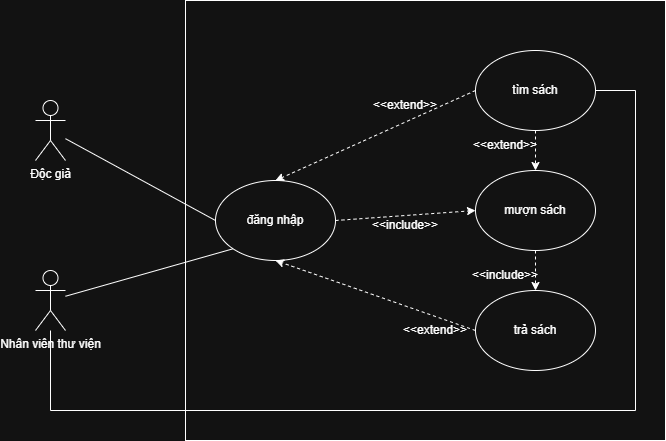 tìm sách
<<extend>>
<<extend>>
Độc giả
mượn sách
đăng nhập
<<include>>
<<include>>
Nhân viên thư viện
<<extend>>
trả sách